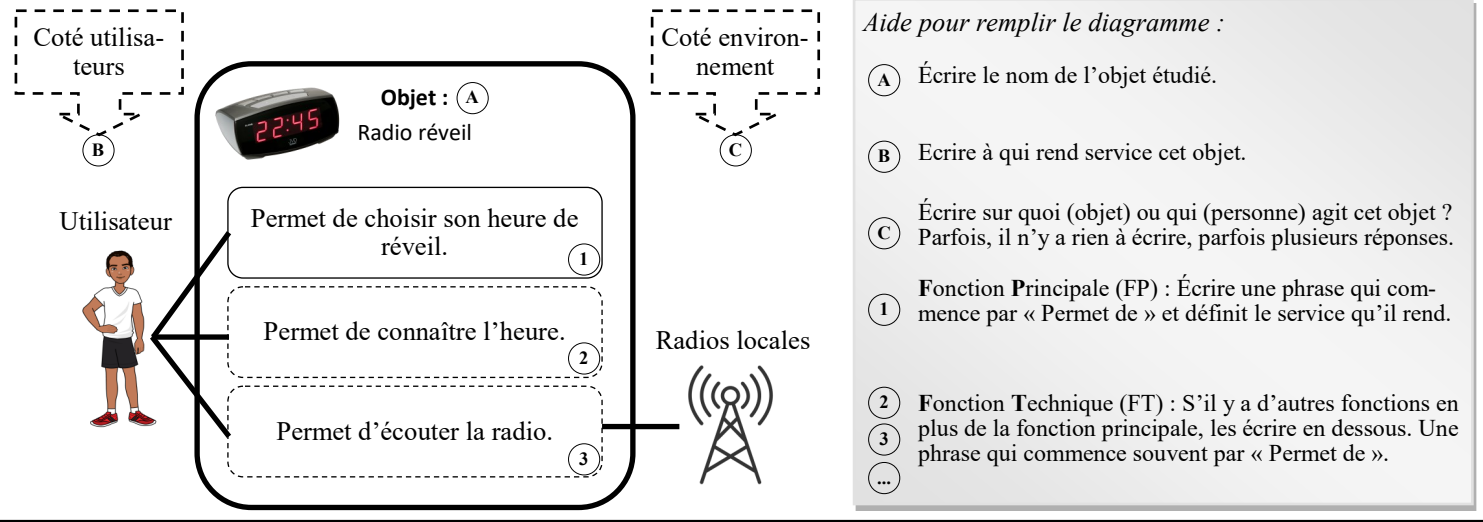 Coté utilisa-
teurs
B
Utilisateur
22:45
Objet : A
Radio réveil
Permet de choisir son heure de
réveil.
1
Permet de connaître l’heure.
2
Permet d’écouter la radio.
3
Coté environ-
nement
C
Radios locales
Aide pour remplir le diagramme :
A Écrire le nom de l’objet étudié.
B Ecrire à qui rend service cet objet.
C Écrire sur quoi (objet) ou qui (personne) agit cet objet ?
Parfois, il n’y a rien à écrire, parfois plusieurs réponses.
1 Fonction Principale (FP) : Écrire une phrase qui com-
mence par « Permet de » et définit le service qu’il rend.
2 Fonction Technique (FT) : S’il y a d’autres fonctions en
3 plus de la fonction principale, les écrire en dessous. Une
phrase qui commence souvent par « Permet de ».
...